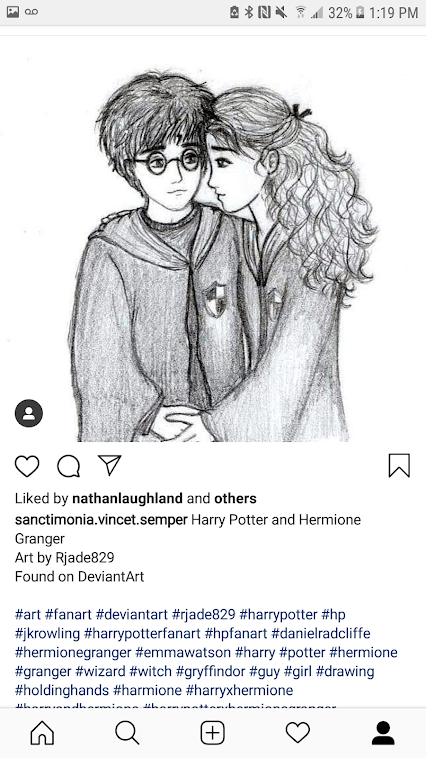 32% 1:19 PM
Liked by nathanlaughland and others
sanctimonia.vincet.semper Harry Potter and Hermione
Granger
Art by Rjade829
Found on DeviantArt
#art #fanart #deviantart #rjade829 #harrypotter #hp
#jkrowling #harrypotterfanart #hpfanart #danielradcliffe
#hermionegranger #emmawatson #harry #potter #hermione
#granger #wizard #witch #gryffindor #guy #girl #drawing
#holdinghands #harmione #harryxhermione
#harryandhermione #harrypotterxhermionegranger